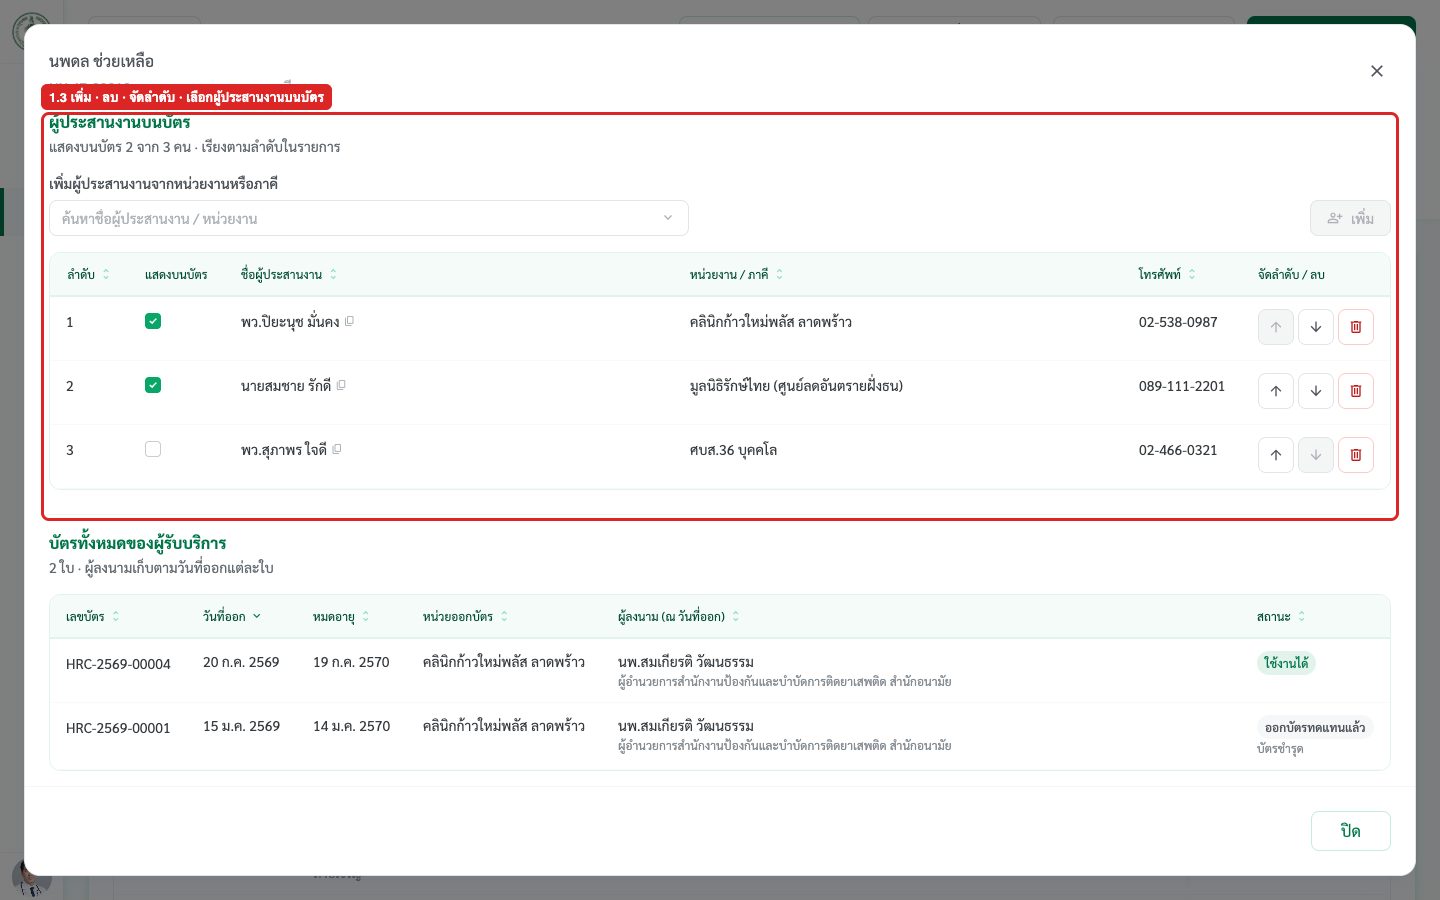 นพดล ช่วยเหลือ
1.3 เพิ่ม · ลบ · จัดลำดับ · เลือกผู้ประสานงานบนบัตร
ผู้ประสานงานบนบัตร
แสดงบนบัตร 2 จาก 3 คน · เรียงตามลำดับในรายการ
เพิ่มผู้ประสานงานจากหน่วยงานหรือภาคี
ค้นหาชื่อผู้ประสานงาน / หน่วยงาน
เพิ่ม
ลำดับ แสดงบนบัตร ชื่อผู้ประสานงาน หน่วยงาน / ภาคี โทรศัพท์ จัดลำดับ / ลบ
1 พว.ปิยะนุช มั่นคง คลินิกก้าวใหม่พลัส ลาดพร้าว 02-538-0987
2 นายสมชาย รักดี มูลนิธิรักษ์ไทย (ศูนย์ลดอันตรายฝั่งธน) 089-111-2201
3 พว.สุภาพร ใจดี ศบส.36 บุคคโล 02-466-0321
บัตรทั้งหมดของผู้รับบริการ
2 ใบ · ผู้ลงนามเก็บตามวันที่ออกแต่ละใบ
เลขบัตร วันที่ออก หมดอายุ หน่วยออกบัตร ผู้ลงนาม (ณ วันที่ออก) สถานะ
HRC-2569-00004 20 ก.ค. 2569 19 ก.ค. 2570 คลินิกก้าวใหม่พลัส ลาดพร้าว นพ.สมเกียรติ วัฒนธรรม ใช้งานได้
ผู้อำนวยการสำนักงานป้องกันและบำบัดการติดยาเสพติด สำนักอนามัย
HRC-2569-00001 15 ม.ค. 2569 14 ม.ค. 2570 คลินิกก้าวใหม่พลัส ลาดพร้าว นพ.สมเกียรติ วัฒนธรรม ออกบัตรทดแทนแล้ว
ผู้อำนวยการสำนักงานป้องกันและบำบัดการติดยาเสพติด สำนักอนามัย บัตรชำรุด
ปิด